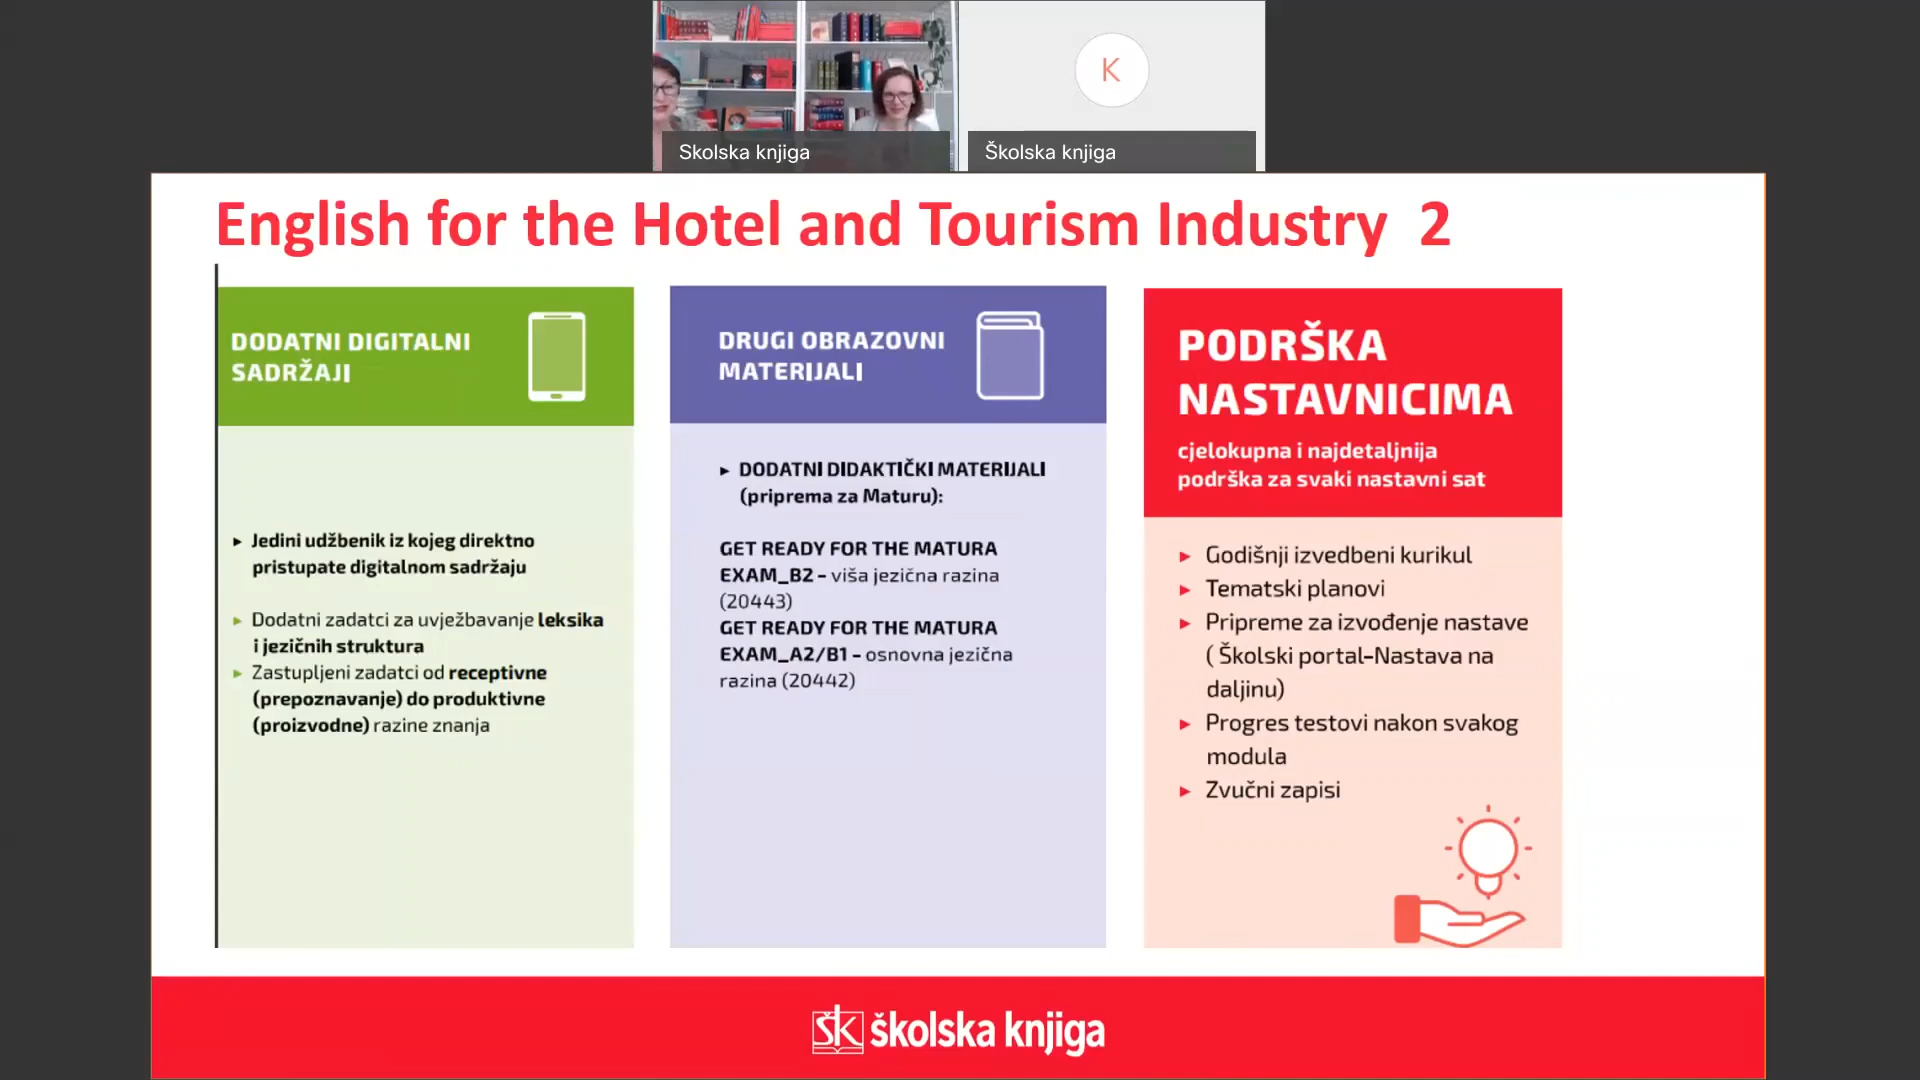 Skolska knjiga
K
Školska knjiga
English for the Hotel and Tourism Industry 2
DODATNI DIGITALNI
SADRŽAJI
▸ Jedini udžbenik iz kojeg direktno
pristupate digitalnom sadržaju
▸ Dodatni zadatci za uvježbavanje leksika
i jezičnih struktura
▸ Zastupljeni zadatci od receptivne
(prepoznavanje) do produktivne
(proizvodne) razine znanja
DRUGI OBRAZOVNI
MATERIJALI
▸ DODATNI DIDAKTIČKI MATERIJALI
(priprema za Maturu):
GET READY FOR THE MATURA
EXAM_B2 – viša jezična razina
(20443)
GET READY FOR THE MATURA
EXAM_A2/B1 – osnovna jezična
razina (20442)
PODRŠKA
NASTAVNICIMA
cjelokupna i najdetaljnija
podrška za svaki nastavni sat
▸ Godišnji izvedbeni kurikul
▸ Tematski planovi
▸ Pripreme za izvođenje nastave
( Školski portal–Nastava na
daljinu)
▸ Progres testovi nakon svakog
modula
▸ Zvučni zapisi
ŠK školska knjiga